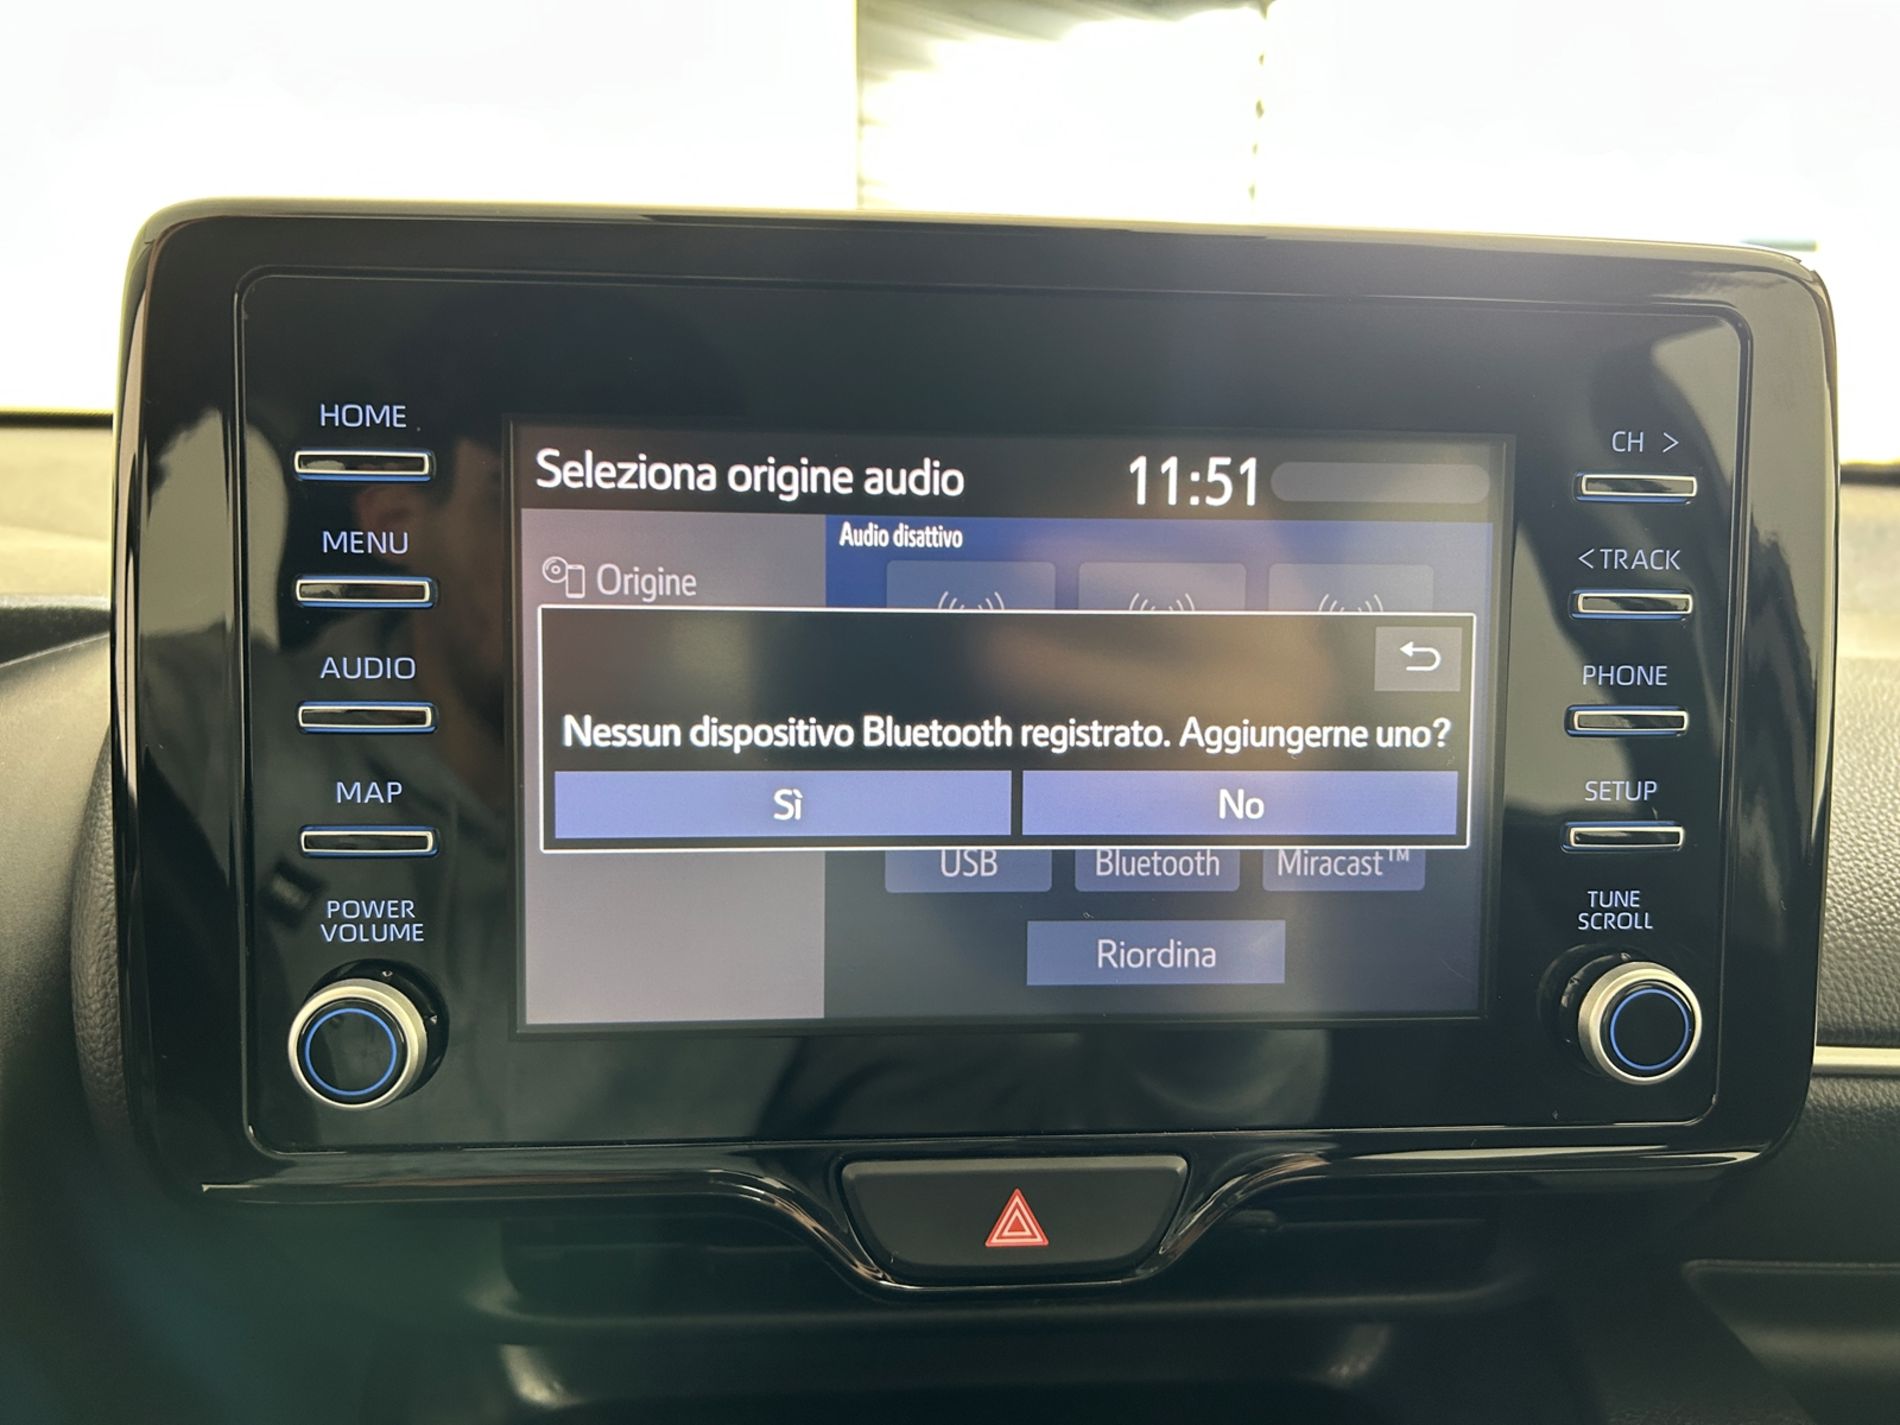 HOME
MENU
AUDIO
MAP
POWER
VOLUME
Seleziona origine audio 11:51
Audio disattivo
Origine
Nessun dispositivo Bluetooth registrato. Aggiungerne uno?
Sì No
USB Bluetooth Miracast™
Riordina
CH >
< TRACK
PHONE
SETUP
TUNE
SCROLL